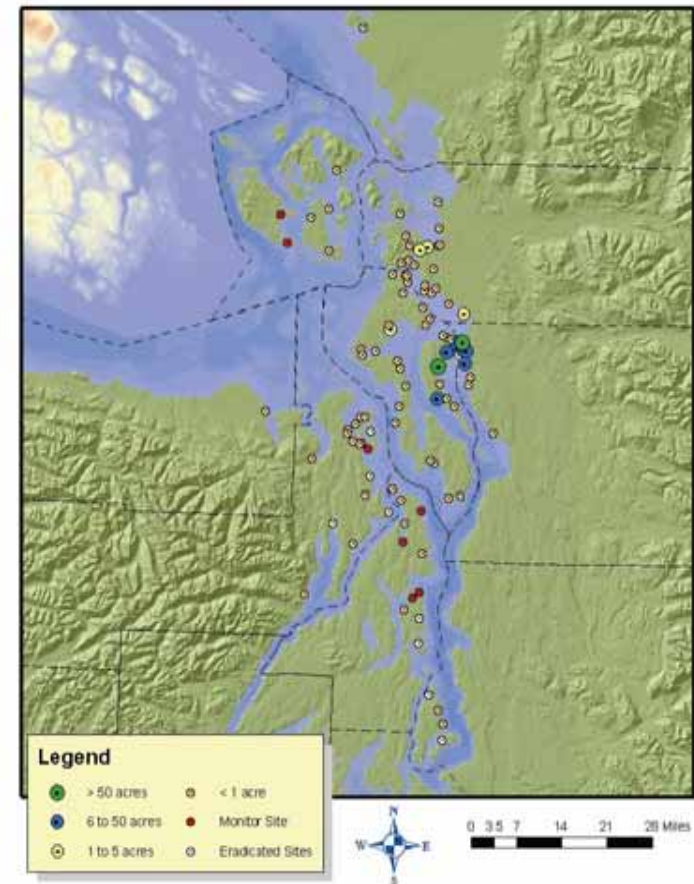 Legend
> 50 acres
< 1 acre
6 to 50 acres
Monitor Site
1 to 5 acres
Eradicated Sites
N
W
E
S
0 3.5 7 14 21 28 Miles